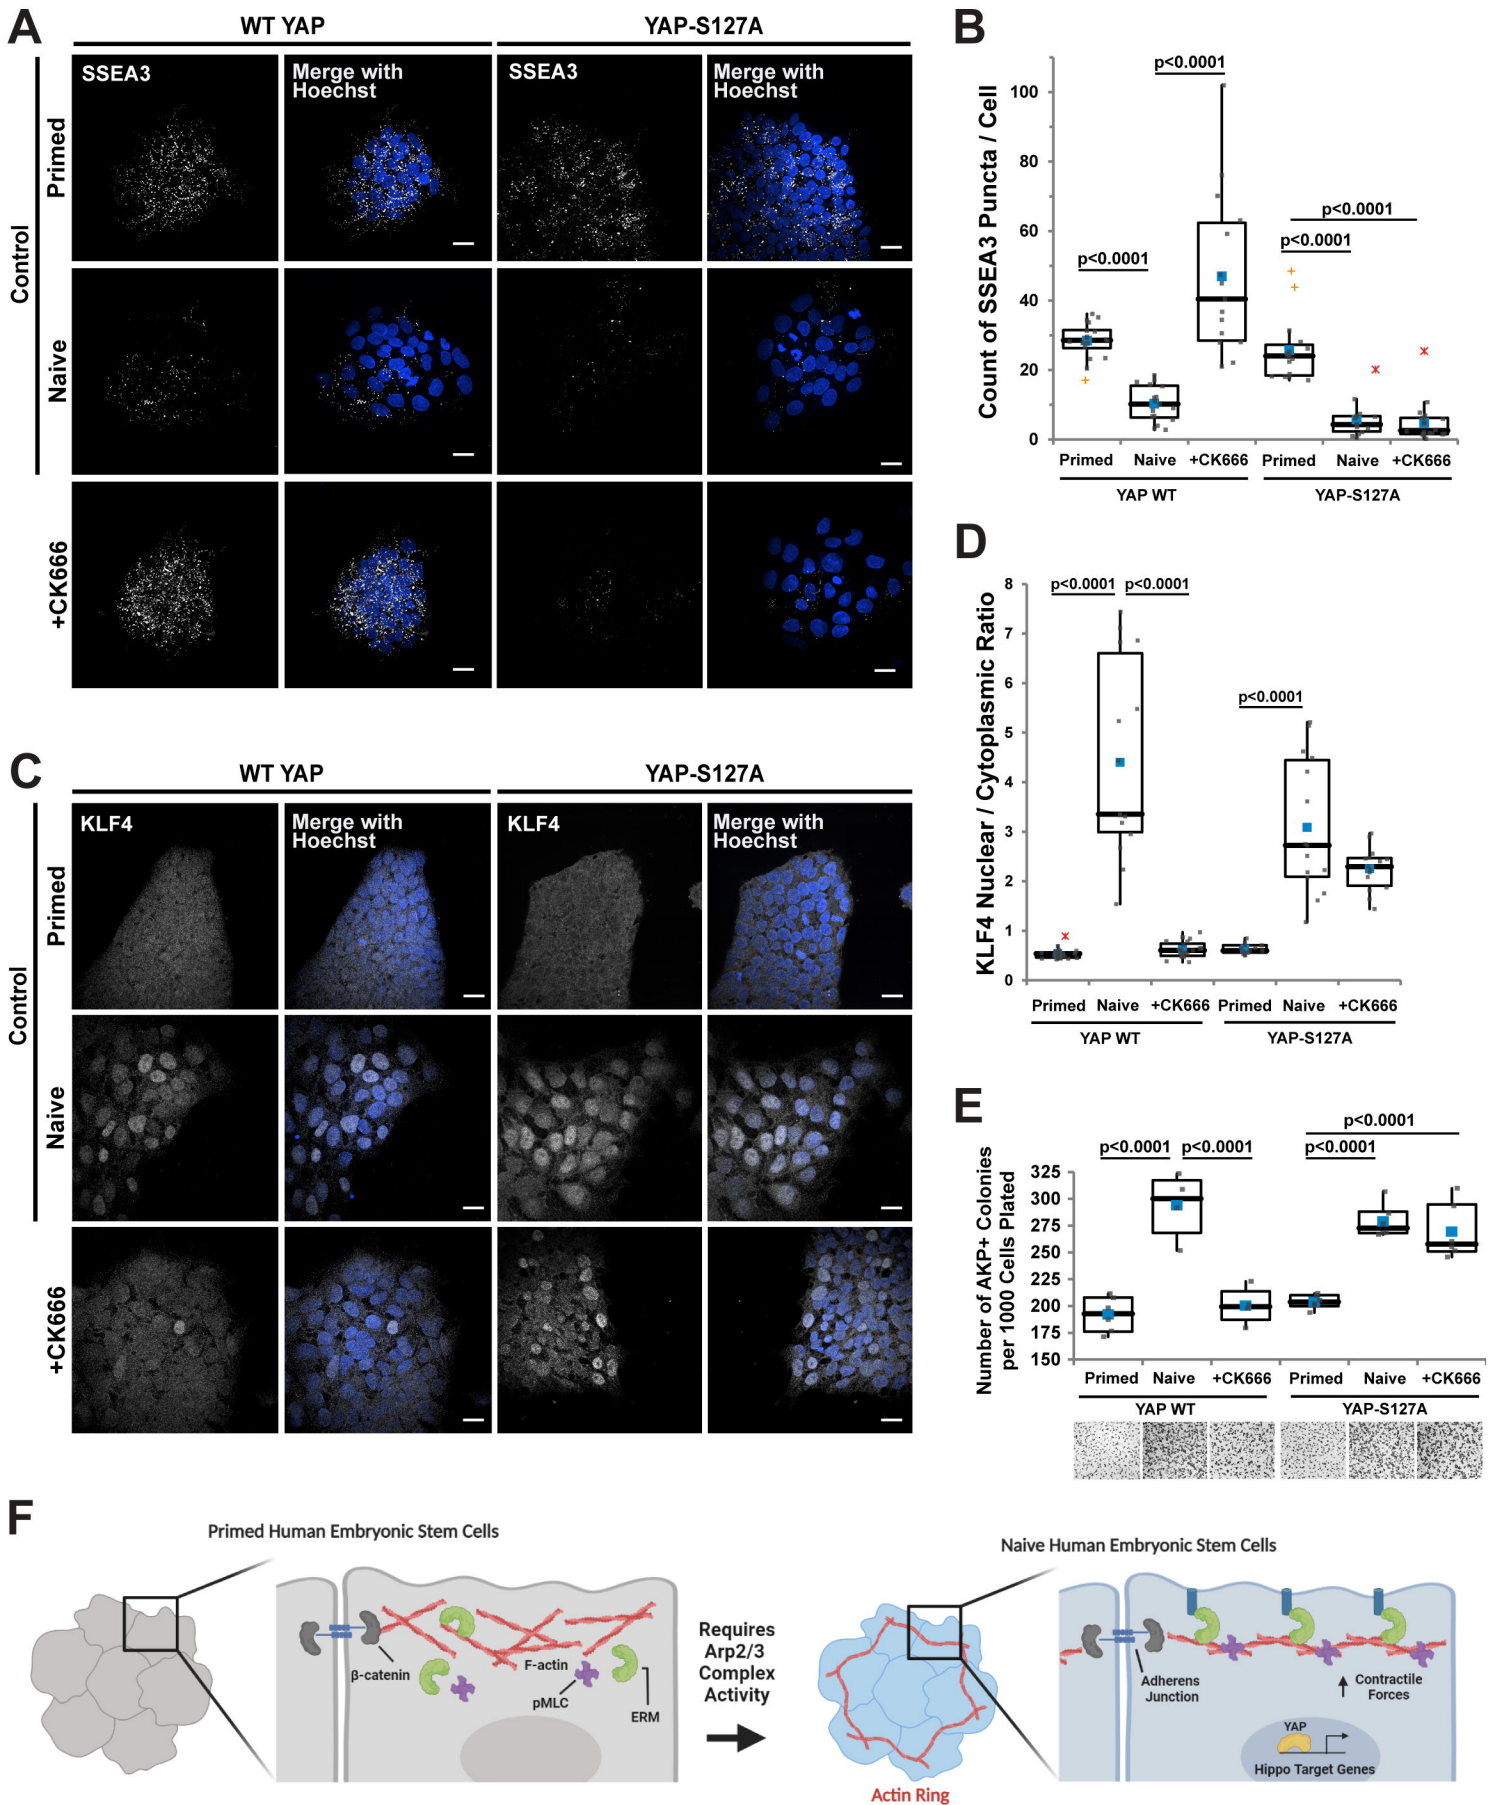 A
WT YAP
YAP-S127A
SSEA3
Merge with
Hoechst
SSEA3
Merge with
Hoechst
Control
Primed
Naive
+CK666
B
Count of SSEA3 Puncta / Cell
100
80
60
40
20
0
p<0.0001
p<0.0001
p<0.0001
p<0.0001
Primed
Naive
+CK666
Primed
Naive
+CK666
YAP WT
YAP-S127A
C
WT YAP
YAP-S127A
KLF4
Merge with
Hoechst
KLF4
Merge with
Hoechst
Control
Primed
Naive
+CK666
D
KLF4 Nuclear / Cytoplasmic Ratio
8
7
6
5
4
3
2
1
0
p<0.0001
p<0.0001
p<0.0001
Primed
Naive
+CK666
Primed
Naive
+CK666
YAP WT
YAP-S127A
E
Number of AKP+ Colonies
per 1000 Cells Plated
325
300
275
250
225
200
175
150
p<0.0001
p<0.0001
p<0.0001
p<0.0001
Primed
Naive
+CK666
Primed
Naive
+CK666
YAP WT
YAP-S127A
F
Primed Human Embryonic Stem Cells
β-catenin
F-actin
pMLC
ERM
Requires
Arp2/3
Complex
Activity
Naive Human Embryonic Stem Cells
Actin Ring
Adherens
Junction
Contractile
Forces
YAP
Hippo Target Genes